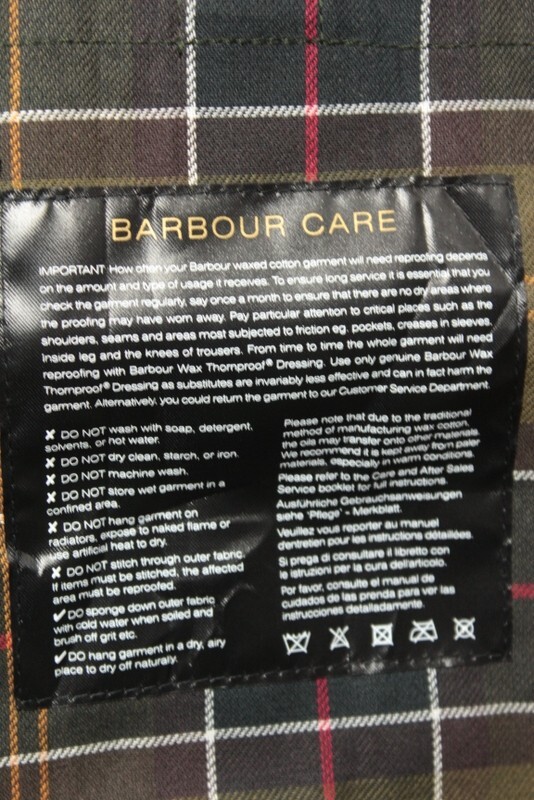 BARBOUR CARE
IMPORTANT How often your Barbour waxed cotton garment will need reproofing depends
on the amount and type of usage it receives. To ensure long service it is essential that you
check the garment regularly, say once a month to ensure that there are no dry areas where
the proofing may have worn away. Pay particular attention to critical places such as the
shoulders, seams and areas most subjected to friction eg. pockets, creases in sleeves,
inside leg and the knees of trousers. From time to time the whole garment will need
reproofing with Barbour Wax Thornproof® Dressing. Use only genuine Barbour Wax
Thornproof® Dressing as substitutes are invariably less effective and can in fact harm the
garment. Alternatively, you could return the garment to our Customer Service Department.
✘ DO NOT wash with soap, detergent,
solvents, or hot water.
✘ DO NOT dry clean, starch, or iron.
✘ DO NOT machine wash.
✘ DO NOT store wet garment in a
confined area.
✘ DO NOT hang garment on
radiators, expose to naked flame or
use artificial heat to dry.
✘ DO NOT stitch through outer fabric.
If items must be stitched, the affected
area must be reproofed.
✔ DO sponge down outer fabric
with cold water when soiled and
brush off grit etc.
✔ DO hang garment in a dry, airy
place to dry off naturally.
Please note that due to the traditional
method of manufacturing wax cotton,
the oils may transfer onto other materials.
We recommend it is kept away from paler
materials, especially in warm conditions.
Please refer to the Care and After Sales
Service booklet for full instructions.
Ausführliche Gebrauchsanweisungen
siehe 'Pflege' - Merkblatt.
Veuillez vous reporter au manuel
d'entretien pour les instructions détaillées.
Si prega di consultare il libretto con
le istruzioni per la cura dell'articolo.
Por favor, consulte el manual de
cuidados de las prenda para ver las
instrucciones detalladamente.